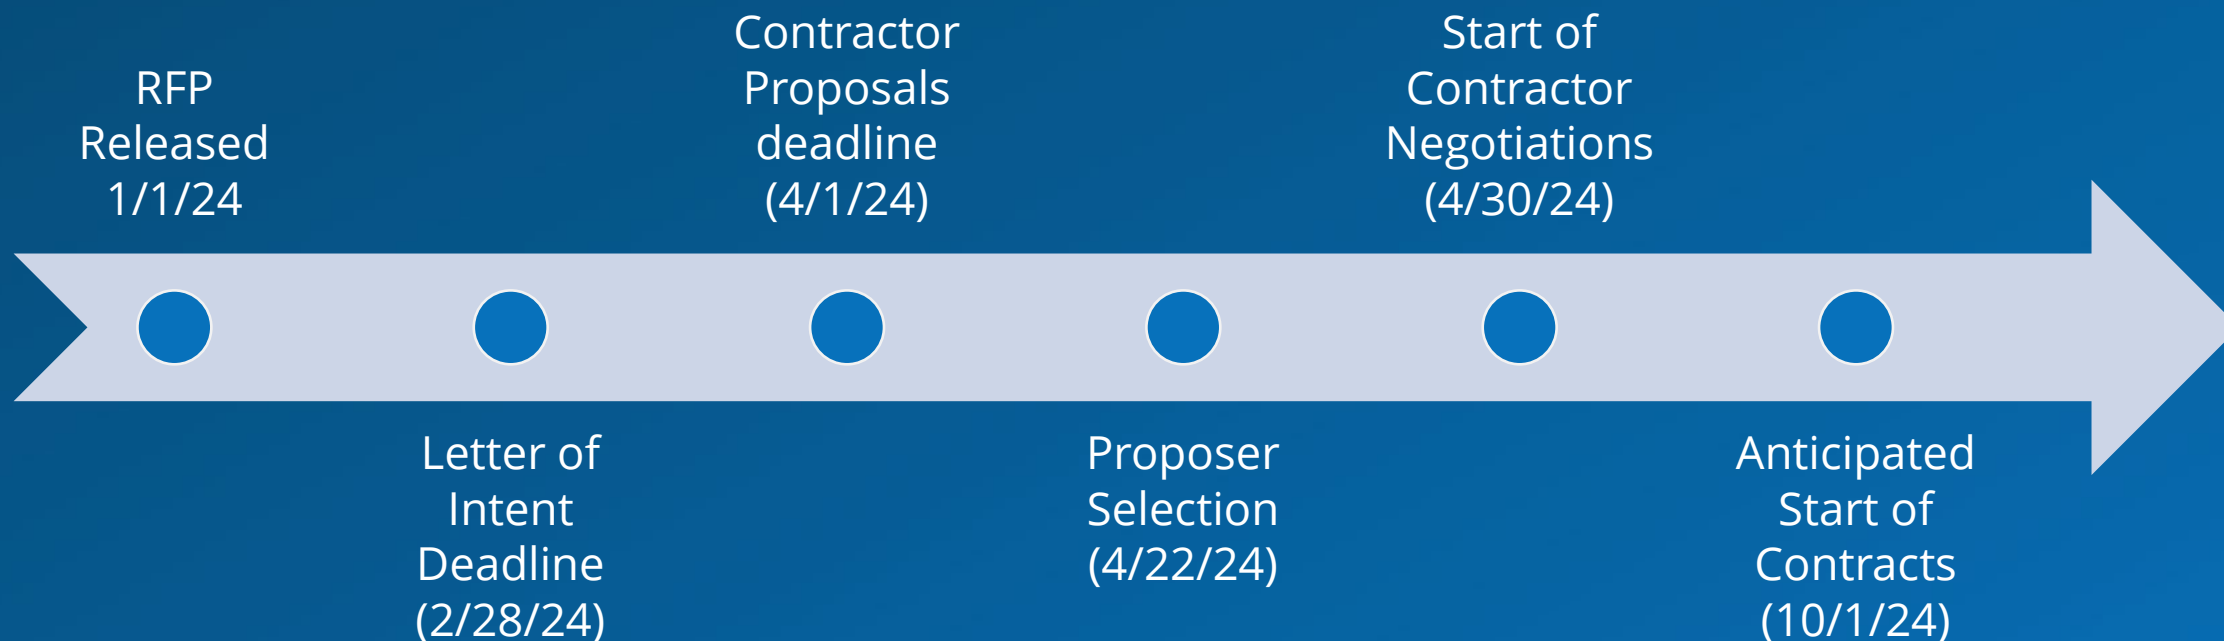 RFP
Released
1/1/24
Letter of
Intent
Deadline
(2/28/24)
Contractor
Proposals
deadline
(4/1/24)
Proposer
Selection
(4/22/24)
Start of
Contractor
Negotiations
(4/30/24)
Anticipated
Start of
Contracts
(10/1/24)